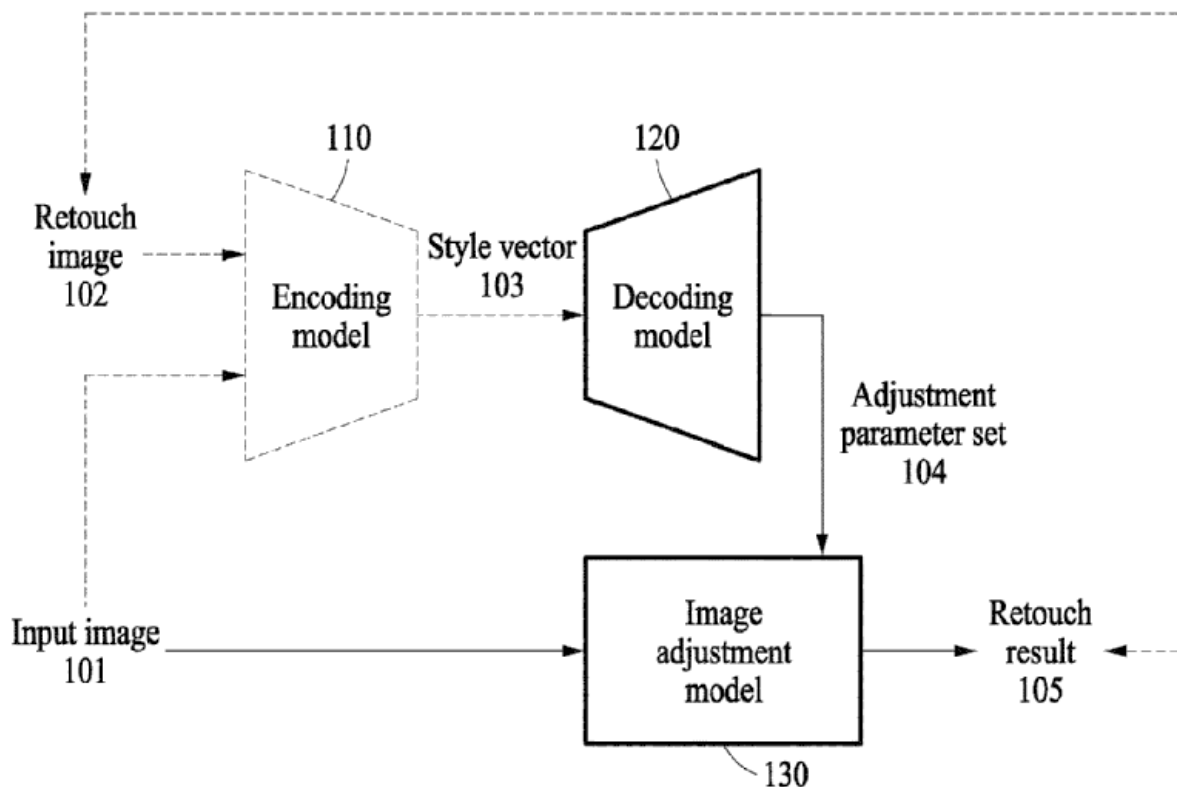 110
120
Retouch
image
102
Encoding
model
Style vector
103
Decoding
model
Adjustment
parameter set
104
Input image
101
Image
adjustment
model
Retouch
result
105
130